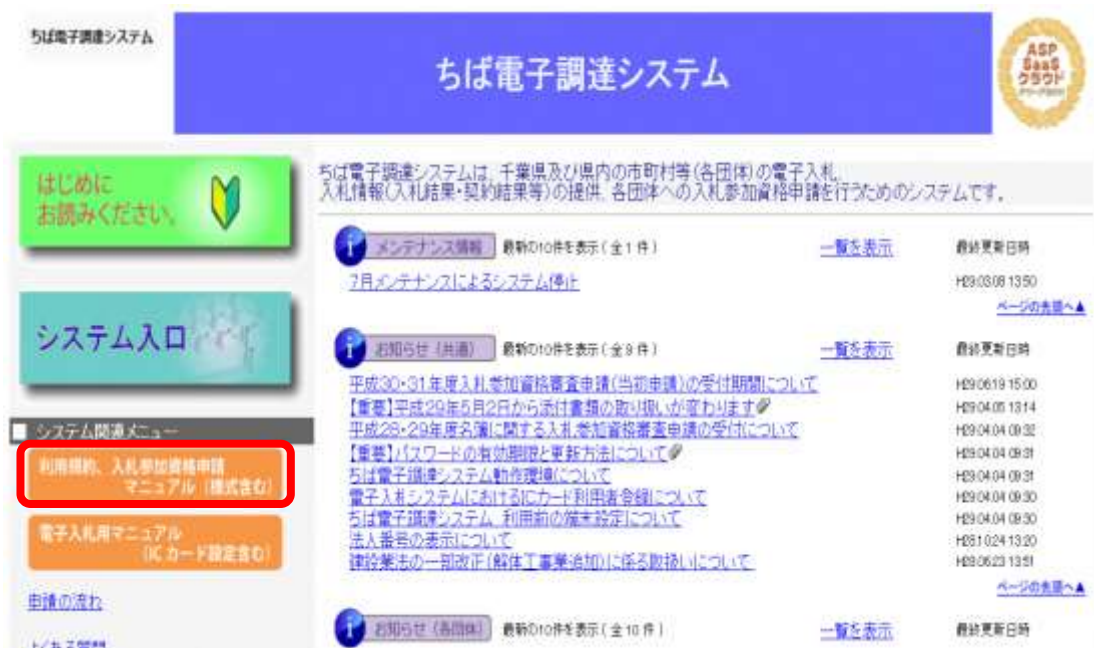 ちば電子調達システム
ちば電子調達システム
ASP
SaaS
クラウド
はじめに
お読みください。
システム入口
■ システム関連メニュー
利用規約、入札参加資格申請
マニュアル（様式含む）
電子入札用マニュアル
（ICカード設定含む）
申請の流れ
よくある質問
ちば電子調達システムは、千葉県及び県内の市町村等(各団体)の電子入札、
入札情報(入札結果・契約結果等)の提供、各団体への入札参加資格申請を行うためのシステムです。
メンテナンス情報 最新の10件を表示(全1件) 一覧を表示 最終更新日時
7月メンテナンスによるシステム停止 H29.03.08 13:50
ページの先頭へ▲
お知らせ（共通） 最新の10件を表示(全9件) 一覧を表示 最終更新日時
平成30・31年度入札参加資格審査申請(当初申請)の受付期間について H29.06.19 15:00
【重要】平成29年5月2日から添付書類の取り扱いが変わります H29.04.05 13:14
平成28・29年度名簿に関する入札参加資格審査申請の受付について H29.04.04 09:32
【重要】パスワードの有効期限と更新方法について H29.04.04 09:31
ちば電子調達システム動作環境について H29.04.04 09:31
電子入札システムにおけるICカード利用者登録について H29.04.04 09:30
ちば電子調達システム 利用前の端末設定について H29.04.04 09:30
法人番号の表示について 13:20
建設業法の一部改正(解体工事業追加)に係る取扱いについて 13:51
ページの先頭へ▲
お知らせ（各団体） 最新の10件を表示(全10件) 一覧を表示 最終更新日時